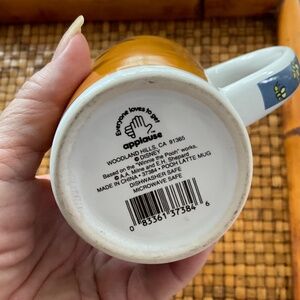 Everyone loves to get
applause
WOODLAND HILLS, CA 91365
© DISNEY
Based on the "Winnie the Pooh" works,
© A.A. Milne and E.H. Shepard
MADE IN CHINA • 37384 • POOH LATTE MUG
DISHWASHER SAFE
MICROWAVE SAFE
0 83361 37384 6